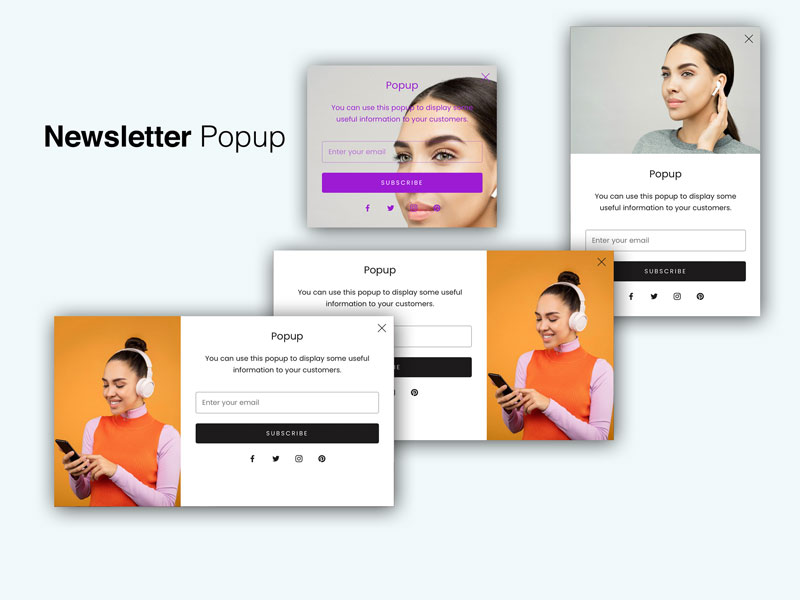 Newsletter Popup
Popup
You can use this popup to display some
useful information to your customers.
Enter your email
SUBSCRIBE
Popup
You can use this popup to display some
useful information to your customers.
Enter your email
SUBSCRIBE
Popup
You can use this popup to display some useful
information to your customers.
Popup
You can use this popup to display some useful
information to your customers.
Enter your email
SUBSCRIBE